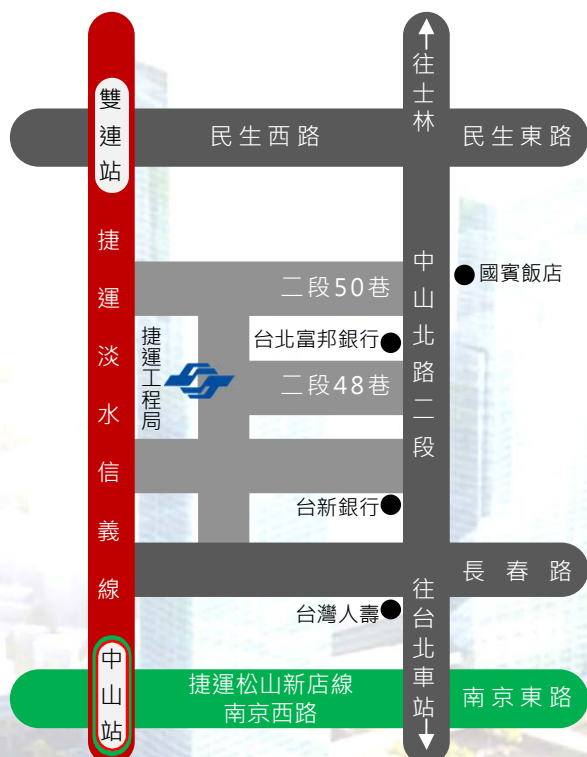 往士林
雙連站
民生西路
民生東路
捷運淡水信義線
中山北路二段
國賓飯店
二段50巷
台北富邦銀行
捷運工程局
二段48巷
台新銀行
長春路
往台北車站
台灣人壽
中山站
捷運松山新店線
南京西路
南京東路